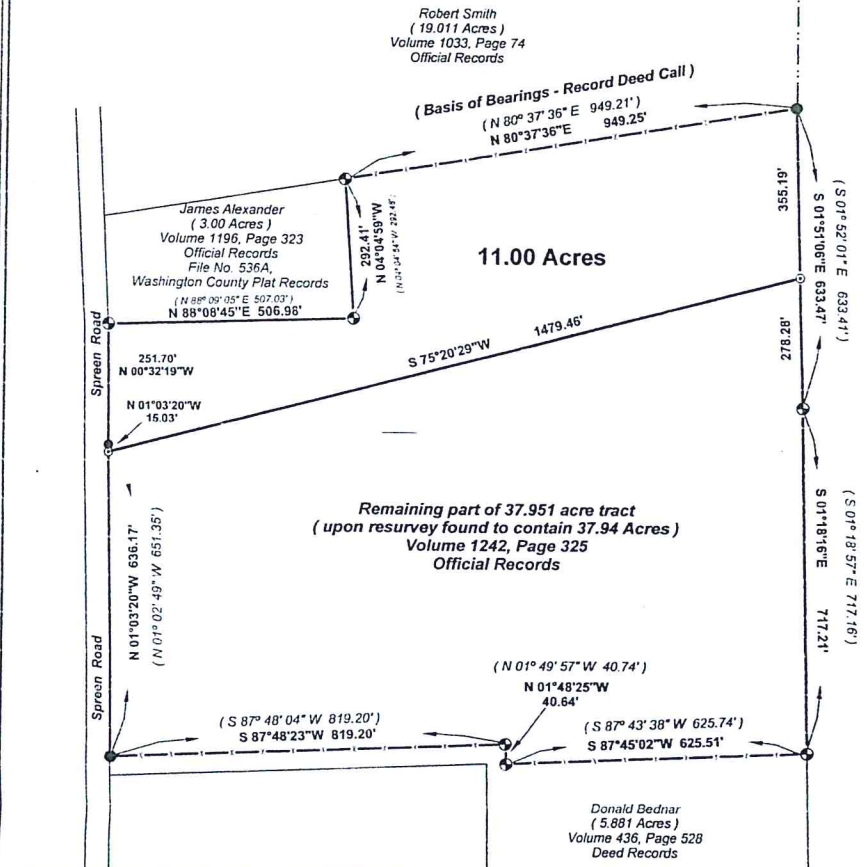 Robert Smith
( 19.011 Acres )
Volume 1033, Page 74
Official Records
( Basis of Bearings - Record Deed Call )
( N 80º 37' 36" E 949.21' )
N 80°37'36"E 949.25'
James Alexander
( 3.00 Acres )
Volume 1196, Page 323
Official Records
File No. 536A,
Washington County Plat Records
( N 88º 09' 05" E 507.03')
N 88°08'45"E 506.98'
292.41'
N 04°04'59"W
11.00 Acres
355.19'
S 01°51'06"E 633.47'
( S 01º 52' 01" E 633.41')
278.28'
S 75°20'29"W 1479.46'
Spreen Road
251.70'
N 00°32'19"W
N 01°03'20"W
15.03'
Remaining part of 37.951 acre tract
( upon resurvey found to contain 37.94 Acres )
Volume 1242, Page 325
Official Records
N 01°03'20"W 636.17'
( N 01º 02' 49" W 651.35')
S 01°18'16"E 717.21'
( S 01º 18' 57" E 717.16')
Spreen Road
( N 01º 49' 57" W 40.74' )
N 01°48'25"W
40.64'
( S 87º 48' 04" W 819.20' )
S 87°48'23"W 819.20'
( S 87º 43' 38" W 625.74' )
S 87°45'02"W 625.51'
Donald Bednar
( 5.881 Acres )
Volume 436, Page 528
Deed Records